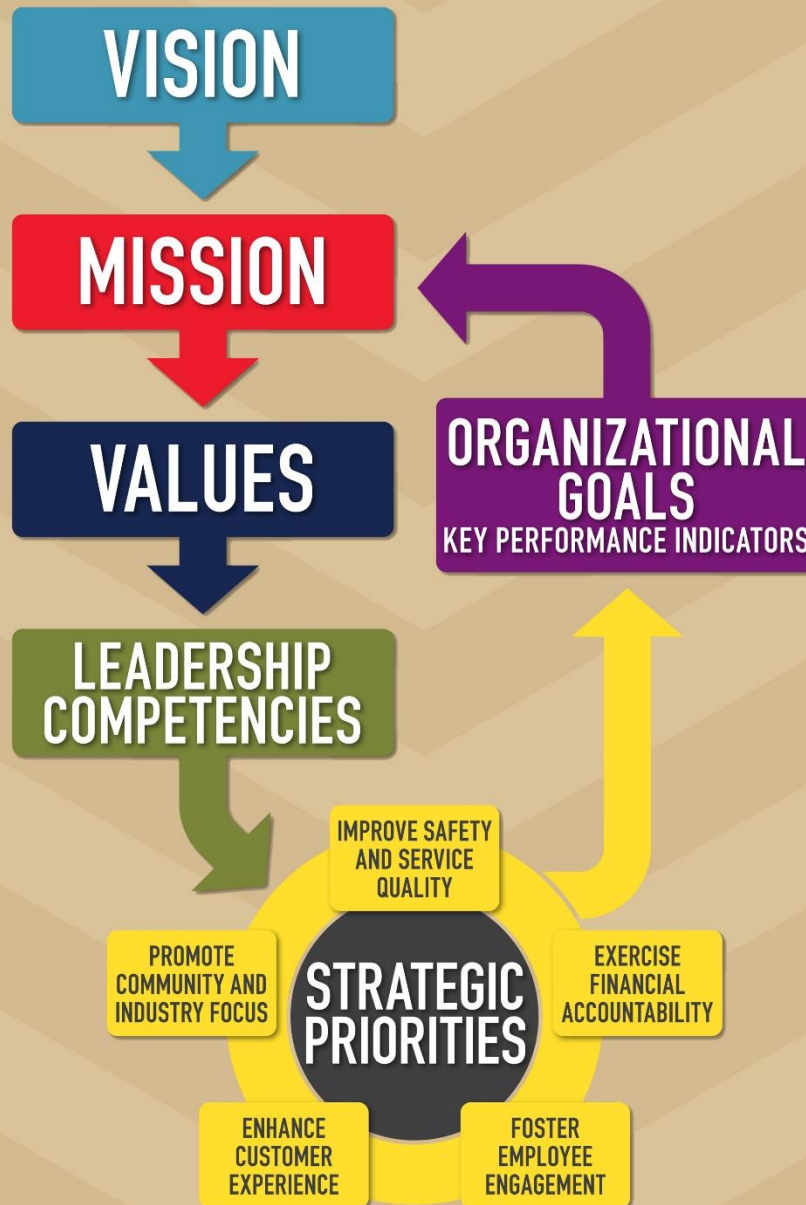 VISION
MISSION
VALUES
ORGANIZATIONAL
GOALS
KEY PERFORMANCE INDICATORS
LEADERSHIP
COMPETENCIES
IMPROVE SAFETY
AND SERVICE
QUALITY
PROMOTE
COMMUNITY AND
INDUSTRY FOCUS
STRATEGIC
PRIORITIES
EXERCISE
FINANCIAL
ACCOUNTABILITY
ENHANCE
CUSTOMER
EXPERIENCE
FOSTER
EMPLOYEE
ENGAGEMENT